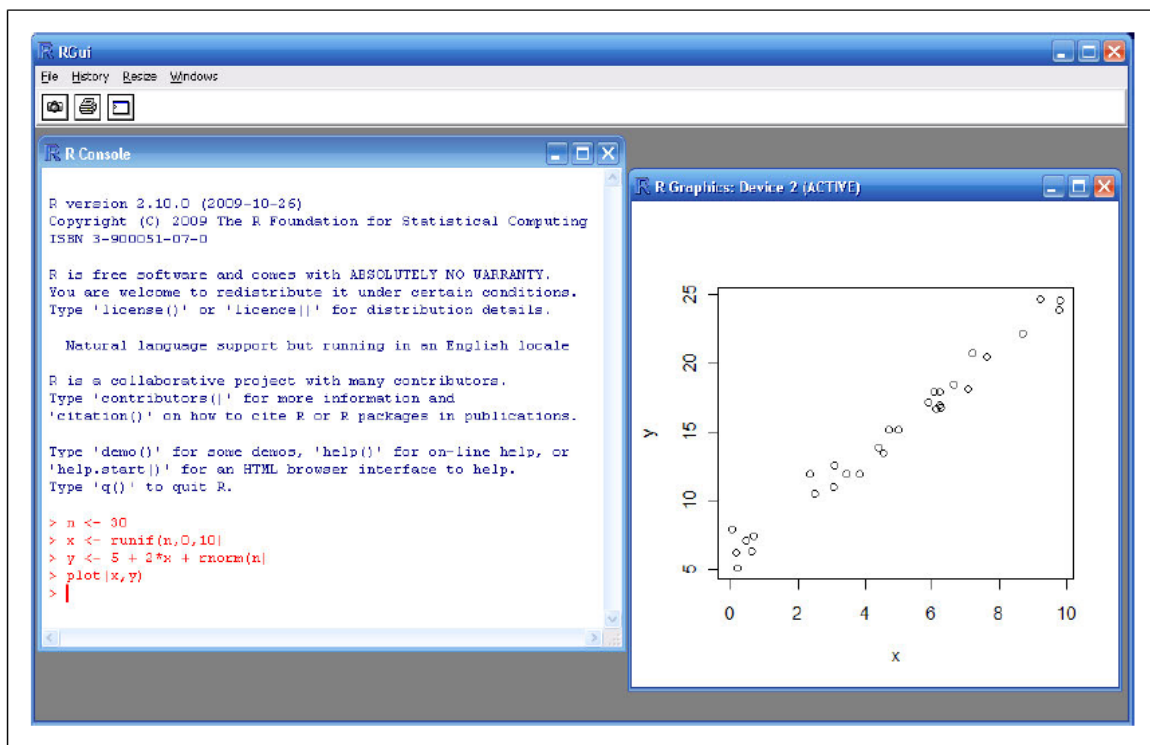 RGui
File History Resize Windows
R Console
R version 2.10.0 (2009-10-26)
Copyright (C) 2009 The R Foundation for Statistical Computing
ISBN 3-900051-07-0
R is free software and comes with ABSOLUTELY NO WARRANTY.
You are welcome to redistribute it under certain conditions.
Type 'license()' or 'licence()' for distribution details.
Natural language support but running in an English locale
R is a collaborative project with many contributors.
Type 'contributors()' for more information and
'citation()' on how to cite R or R packages in publications.
Type 'demo()' for some demos, 'help()' for on-line help, or
'help.start()' for an HTML browser interface to help.
Type 'q()' to quit R.
> n <- 30
> x <- runif(n,0,10)
> y <- 5 + 2*x + rnorm(n)
> plot(x,y)
>
R Graphics: Device 2 (ACTIVE)
25
20
15
10
5
y
0 2 4 6 8 10
x